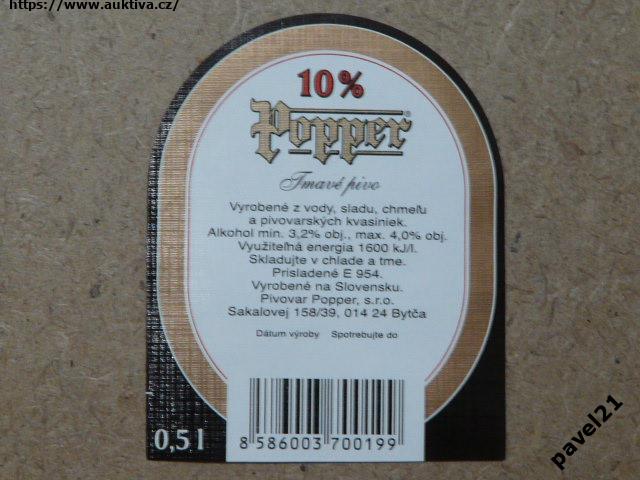 https://www.auktiva.cz/
10%
Popper®
Tmavé pivo
Vyrobené z vody, sladu, chmeľu
a pivovarských kvasiniek.
Alkohol min. 3,2% obj., max. 4,0% obj.
Využiteľná energia 1600 kJ/l.
Skladujte v chlade a tme.
Prisladené E 954.
Vyrobené na Slovensku.
Pivovar Popper, s.r.o.
Sakalovej 158/39, 014 24 Bytča
Dátum výroby Spotrebujte do
0,5 l
8 586003 700199
pavel21